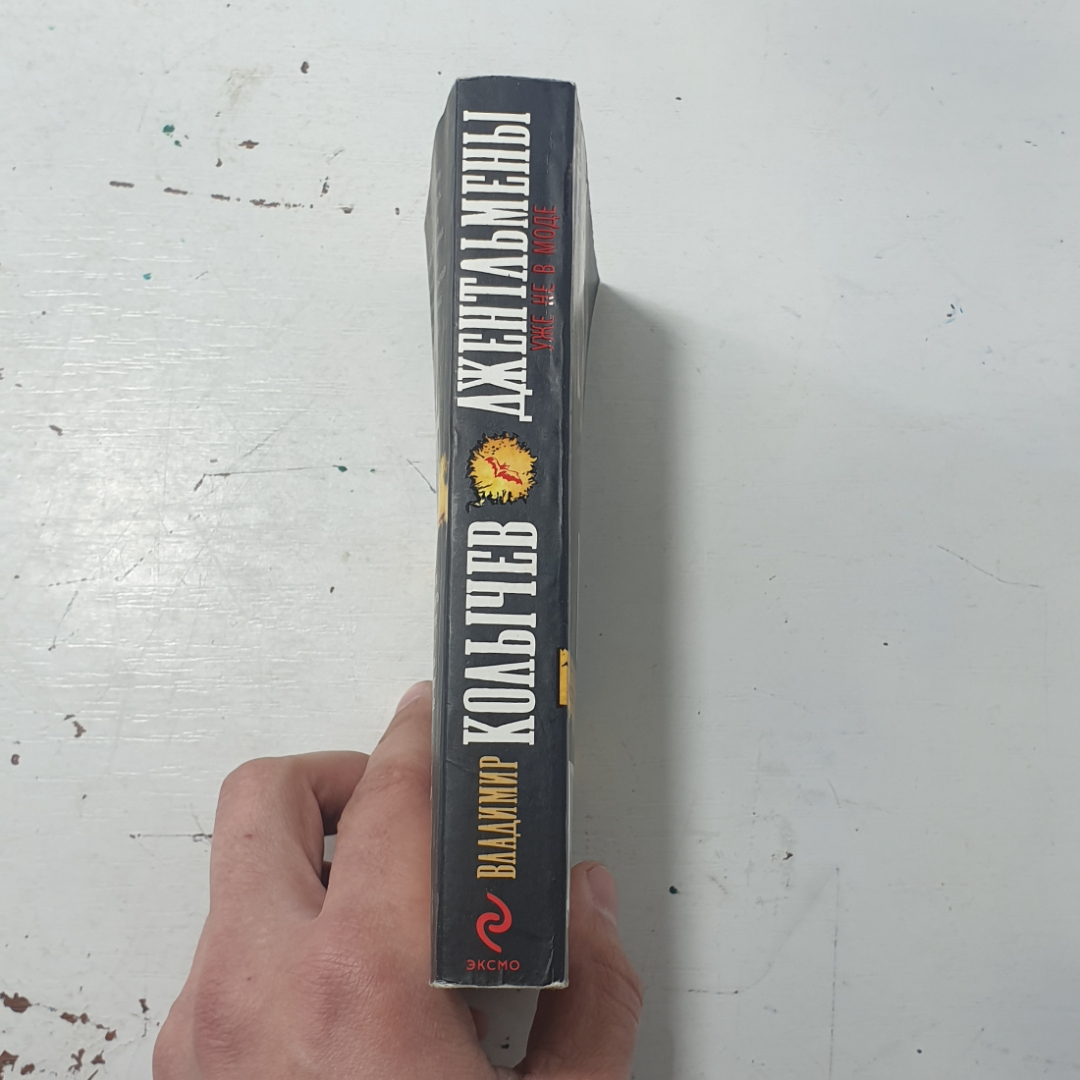 ДЖЕНТЛЬМЕНЫ
УЖЕ НЕ В МОДЕ
ВЛАДИМИР КОЛЫЧЕВ
ЭКСМО